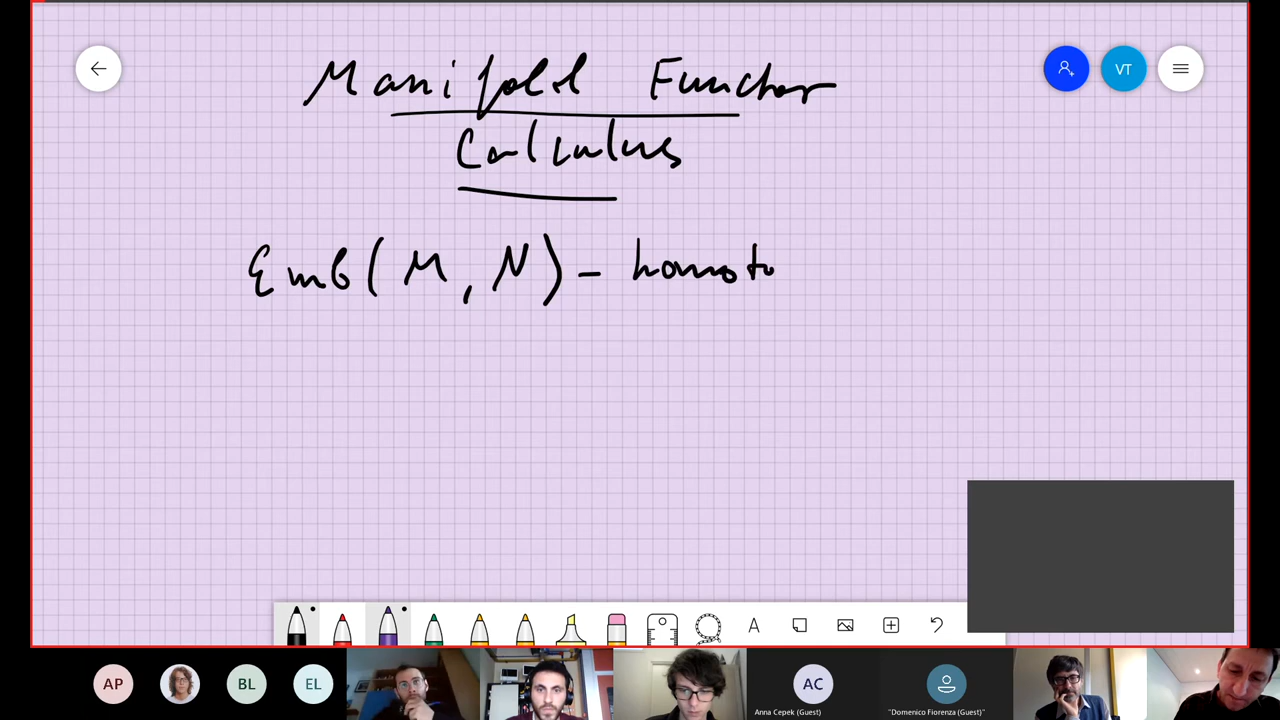 Manifold Functor
Calculus
Emb(M, N) - homoto
VT
A
AP
BL
EL
AC
Anna Cepek (Guest)
"Domenico Fiorenza (Guest)"